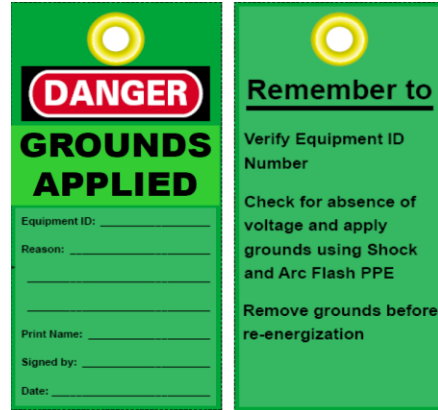 DANGER
GROUNDS
APPLIED
Equipment ID:
Reason:
Print Name:
Signed by:
Date:
Remember to
Verify Equipment ID
Number
Check for absence of
voltage and apply
grounds using Shock
and Arc Flash PPE
Remove grounds before
re-energization